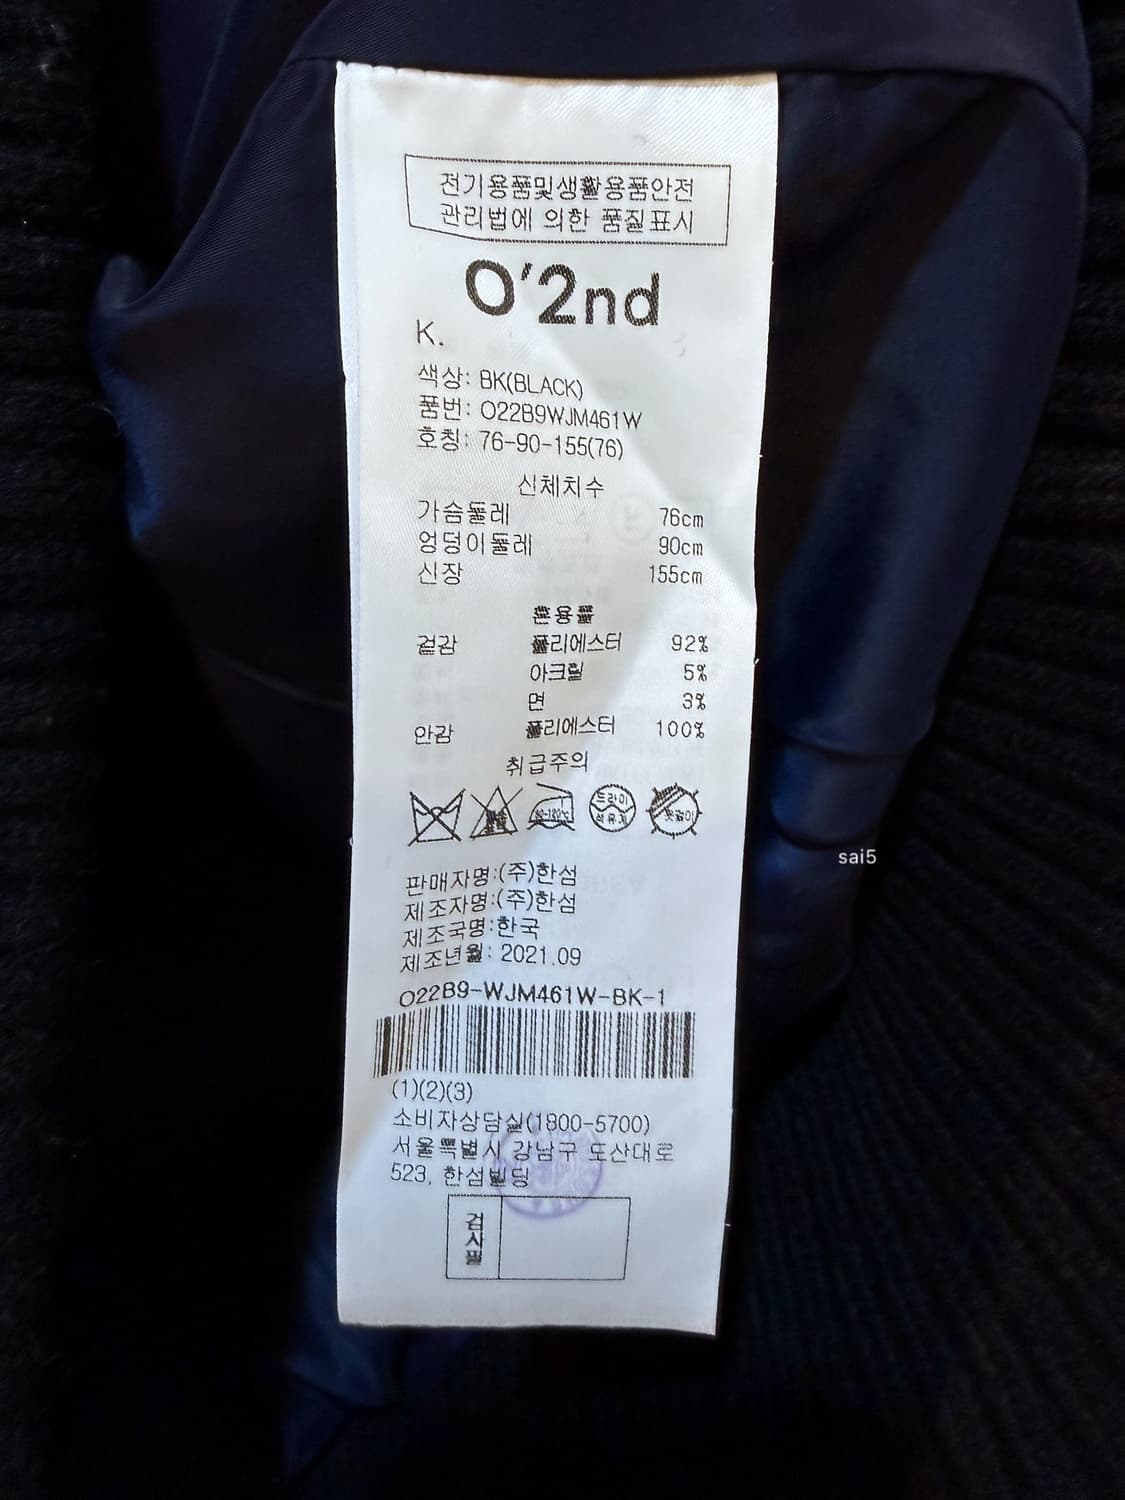 전기용품및생활용품안전
관리법에 의한 품질표시
O'2nd
K.
색상: BK(BLACK)
품번: O22B9WJM461W
호칭: 76-90-155(76)
신체치수
가슴둘레 76cm
엉덩이둘레 90cm
신장 155cm
혼용률
겉감 폴리에스터 92%
아크릴 5%
면 3%
안감 폴리에스터 100%
취급주의
80-120℃ 드라이
석유계 옷걸이
판매자명:(주)한섬
제조자명:(주)한섬
제조국명:한국
제조년월: 2021.09
O22B9-WJM461W-BK-1
(1)(2)(3)
소비자상담실(1800-5700)
서울특별시 강남구 도산대로
523, 한섬빌딩
검사필
sai5